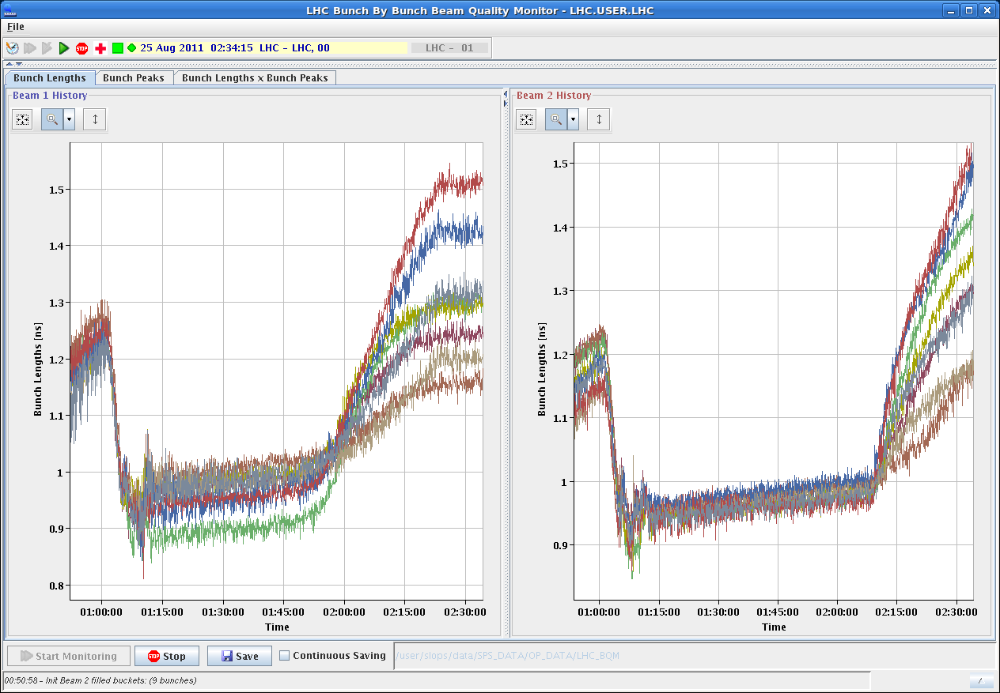 LHC Bunch By Bunch Beam Quality Monitor - LHC.USER.LHC
File
STOP 25 Aug 2011 02:34:15 LHC - LHC, 00 LHC - 01
Bunch Lengths Bunch Peaks Bunch Lengths x Bunch Peaks
Beam 1 History
Bunch Lengths [ns]
1.5
1.4
1.3
1.2
1.1
1
0.9
0.8
01:00:00 01:15:00 01:30:00 01:45:00 02:00:00 02:15:00 02:30:00
Time
Beam 2 History
Bunch Lengths [ns]
1.5
1.4
1.3
1.2
1.1
1
0.9
01:00:00 01:15:00 01:30:00 01:45:00 02:00:00 02:15:00 02:30:00
Time
Start Monitoring STOP Stop Save Continuous Saving /user/slops/data/SPS_DATA/OP_DATA/LHC_BQM
00:50:58 - Init Beam 2 filled buckets: (9 bunches)